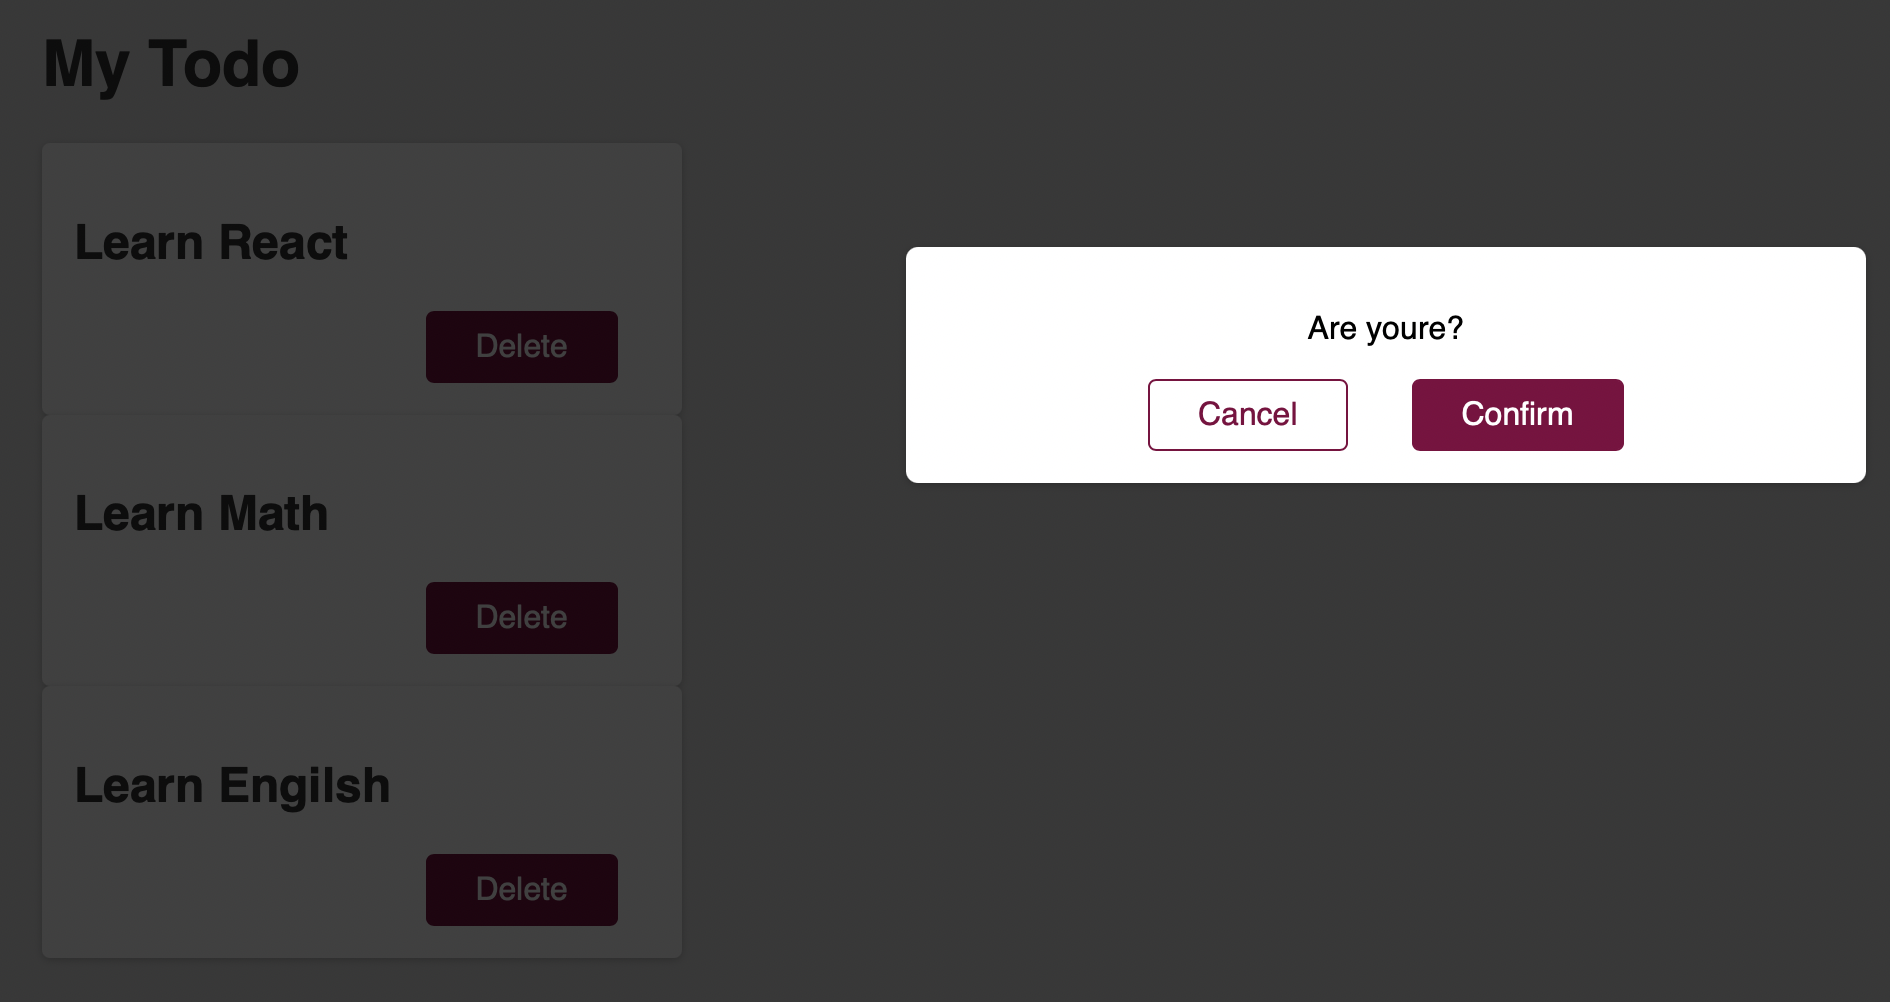 My Todo
Learn React
Delete
Learn Math
Delete
Learn Engilsh
Delete
Are youre?
Cancel
Confirm